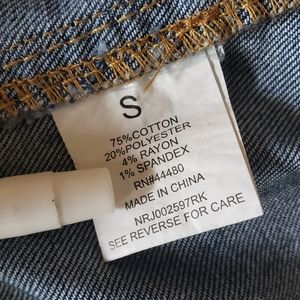 S
75%COTTON
20%POLYESTER
4% RAYON
1% SPANDEX
RN#44480
MADE IN CHINA
NRJ002597RK
SEE REVERSE FOR CARE